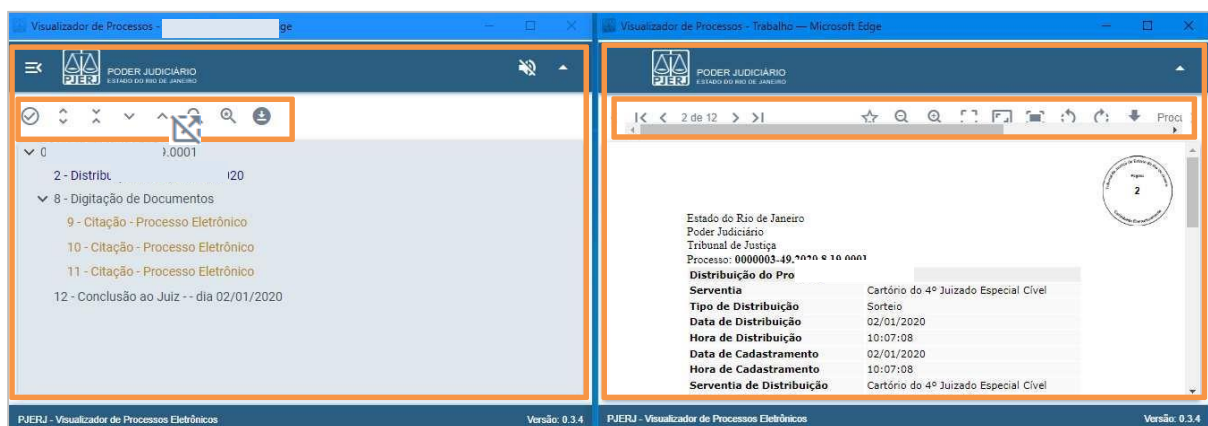 Visualizador de Processos -
PJERJ
PODER JUDICIÁRIO
ESTADO DO RIO DE JANEIRO
.0001
2 - Distribu
8 - Digitação de Documentos
9 - Citação - Processo Eletrônico
10 - Citação - Processo Eletrônico
11 - Citação - Processo Eletrônico
12 - Conclusão ao Juiz -- dia 02/01/2020
PJERJ - Visualizador de Processos Eletrônicos Versão: 0.3.4
Visualizador de Processos - Trabalho — Microsoft Edge
PJERJ
PODER JUDICIÁRIO
ESTADO DO RIO DE JANEIRO
2 de 12
Página
2
Estado do Rio de Janeiro
Poder Judiciário
Tribunal de Justiça
Processo:
Distribuição do Pro
Serventia Cartório do 4º Juizado Especial Cível
Tipo de Distribuição Sorteio
Data de Distribuição 02/01/2020
Hora de Distribuição 10:07:08
Data de Cadastramento 02/01/2020
Hora de Cadastramento 10:07:08
Serventia de Distribuição Cartório do 4º Juizado Especial Cível
PJERJ - Visualizador de Processos Eletrônicos Versão: 0.3.4